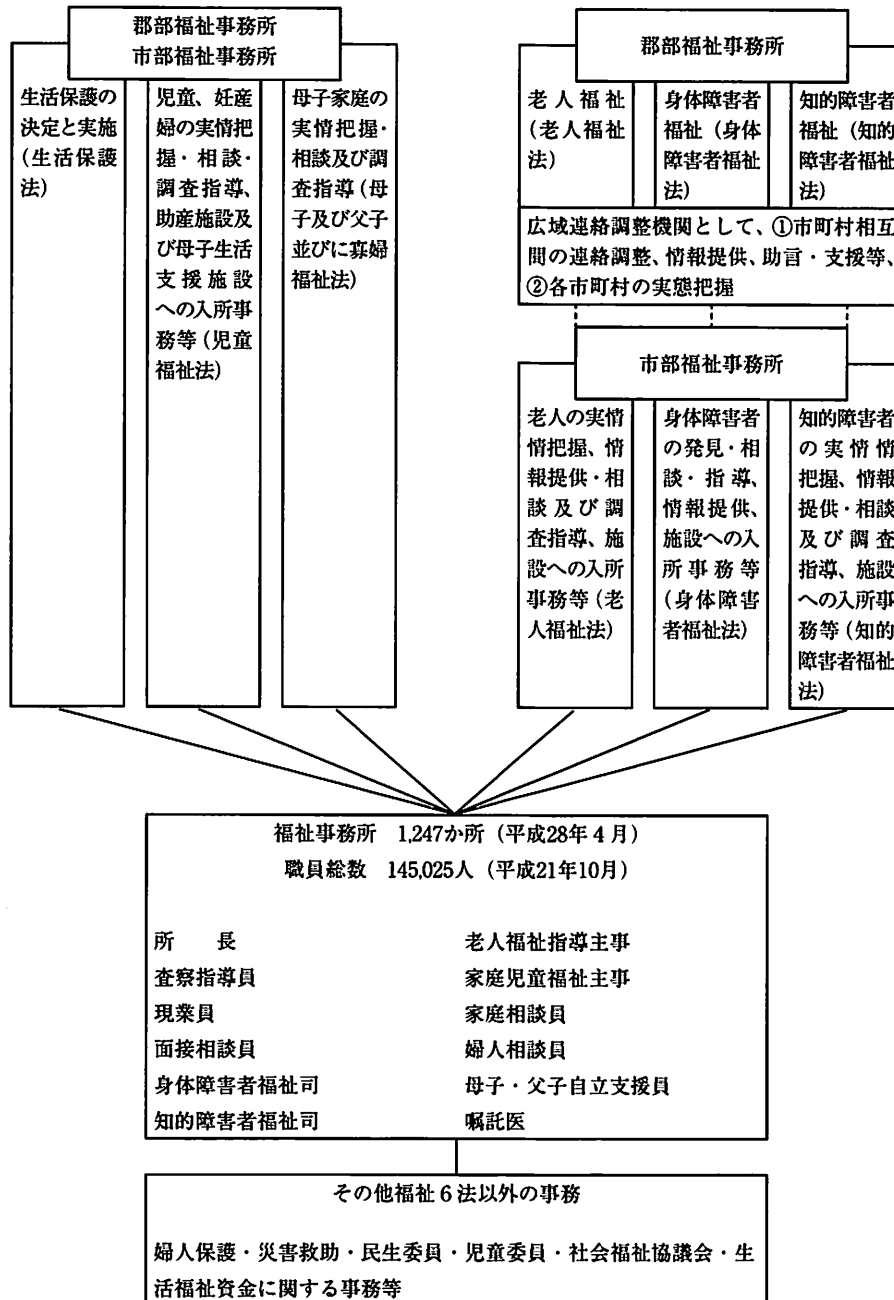 郡部福祉事務所
市部福祉事務所
生活保護の
決定と実施
(生活保護
法)
児童、妊産
婦の実情把
握・相談・
調査指導、
助産施設及
び母子生活
支援施設
への入所事
務等(児童
福祉法)
母子家庭の
実情把握・
相談及び調
査指導(母
子及び父子
並びに寡婦
福祉法)
郡部福祉事務所
老人福祉
(老人福祉
法)
身体障害者
福祉(身体
障害者福祉
法)
知的障害者
福祉(知的
障害者福祉
法)
広域連絡調整機関として、①市町村相互
間の連絡調整、情報提供、助言・支援等、
②各市町村の実態把握
市部福祉事務所
老人の実情
情把握、情
報提供・相
談及び調
査指導、施
設への入所
事務等(老
人福祉法)
身体障害者
の発見・相
談・指導、
情報提供、
施設への入
所事務等
(身体障害
者福祉法)
知的障害者
の実情情
把握、情報
提供・相談
及び調査
指導、施設
への入所事
務等(知的
障害者福祉
法)
福祉事務所 1,247か所(平成28年4月)
職員総数 145,025人(平成21年10月)
所 長
査察指導員
現業員
面接相談員
身体障害者福祉司
知的障害者福祉司
老人福祉指導主事
家庭児童福祉主事
家庭相談員
婦人相談員
母子・父子自立支援員
嘱託医
その他福祉6法以外の事務
婦人保護・災害救助・民生委員・児童委員・社会福祉協議会・生
活福祉資金に関する事務等